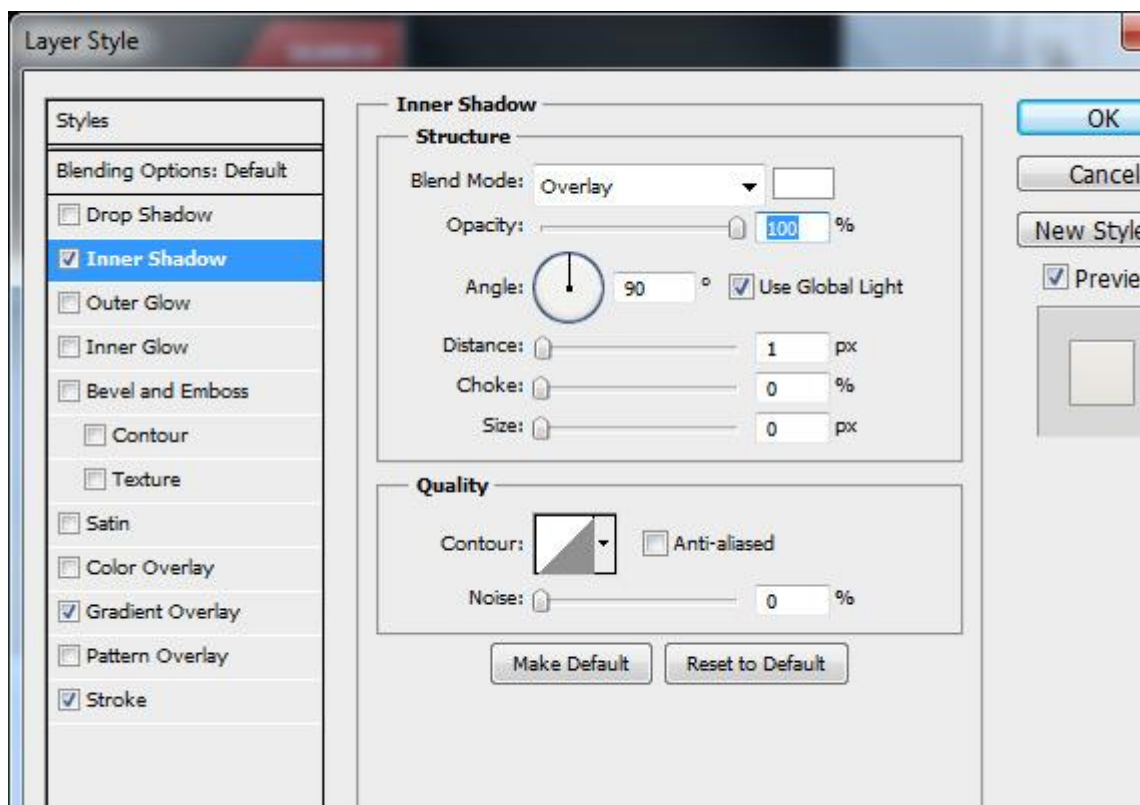 Layer Style
Styles
Blending Options: Default
Drop Shadow
Inner Shadow
Outer Glow
Inner Glow
Bevel and Emboss
Contour
Texture
Satin
Color Overlay
Gradient Overlay
Pattern Overlay
Stroke
Inner Shadow
Structure
Blend Mode: Overlay
Opacity: 100 %
Angle: 90 ° Use Global Light
Distance: 1 px
Choke: 0 %
Size: 0 px
Quality
Contour: Anti-aliased
Noise: 0 %
Make Default Reset to Default
OK
Cancel
New Style
Previe